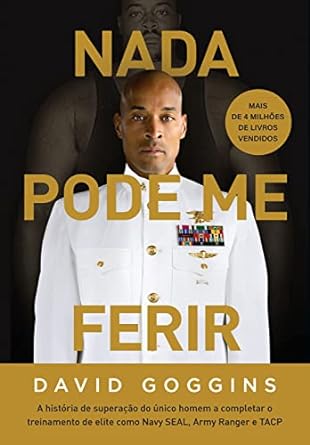 NADA
MAIS
DE 4 MILHÕES
DE LIVROS
VENDIDOS
PODE ME
FERIR
DAVID GOGGINS
A história de superação do único homem a completar o
treinamento de elite como Navy SEAL, Army Ranger e TACP